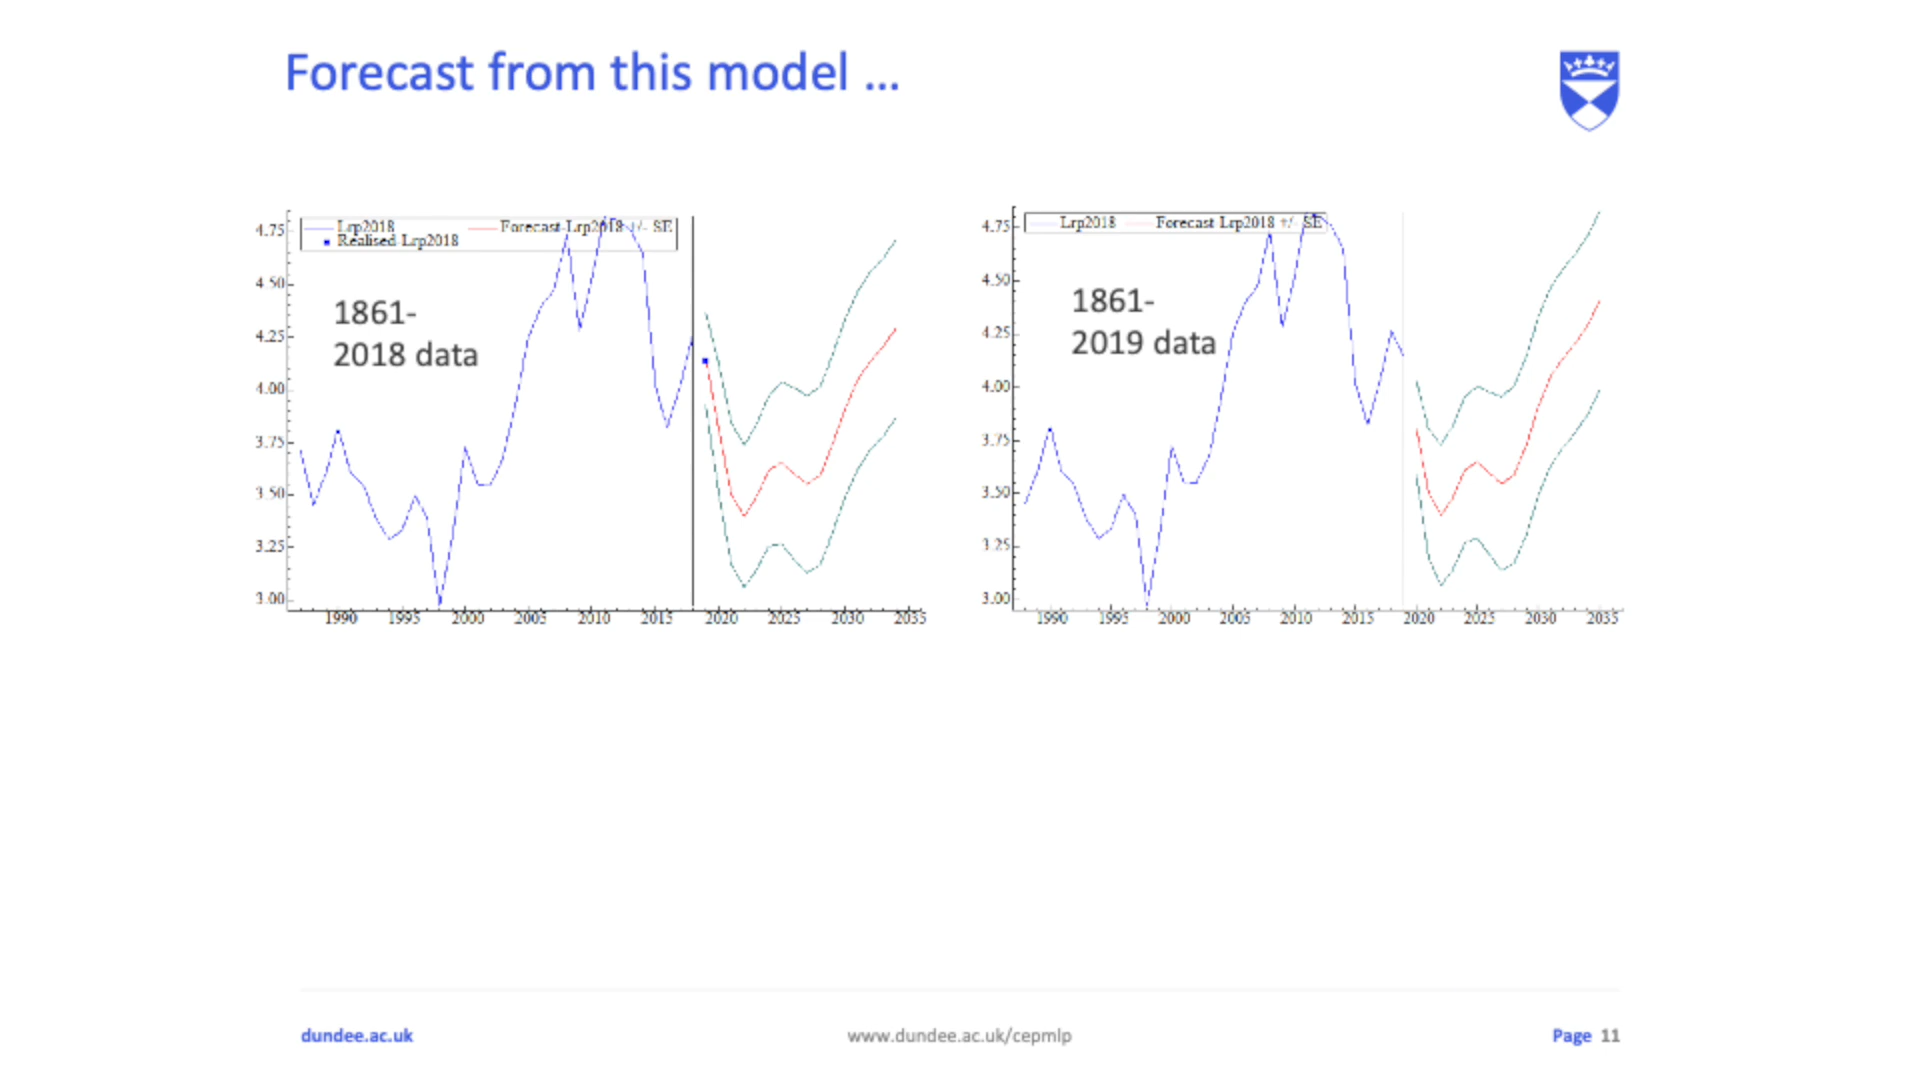 Forecast from this model ...
4.75
4.50
4.25
4.00
3.75
3.50
3.25
3.00
Lrp2018 Forecast-Lrp2018 +/- SE
Realised-Lrp2018
1861-
2018 data
1990 1995 2000 2005 2010 2015 2020 2025 2030 2035
4.75
4.50
4.25
4.00
3.75
3.50
3.25
3.00
Lrp2018 Forecast-Lrp2018 +/- SE
1861-
2019 data
1990 1995 2000 2005 2010 2015 2020 2025 2030 2035
dundee.ac.uk www.dundee.ac.uk/cepmlp Page 11